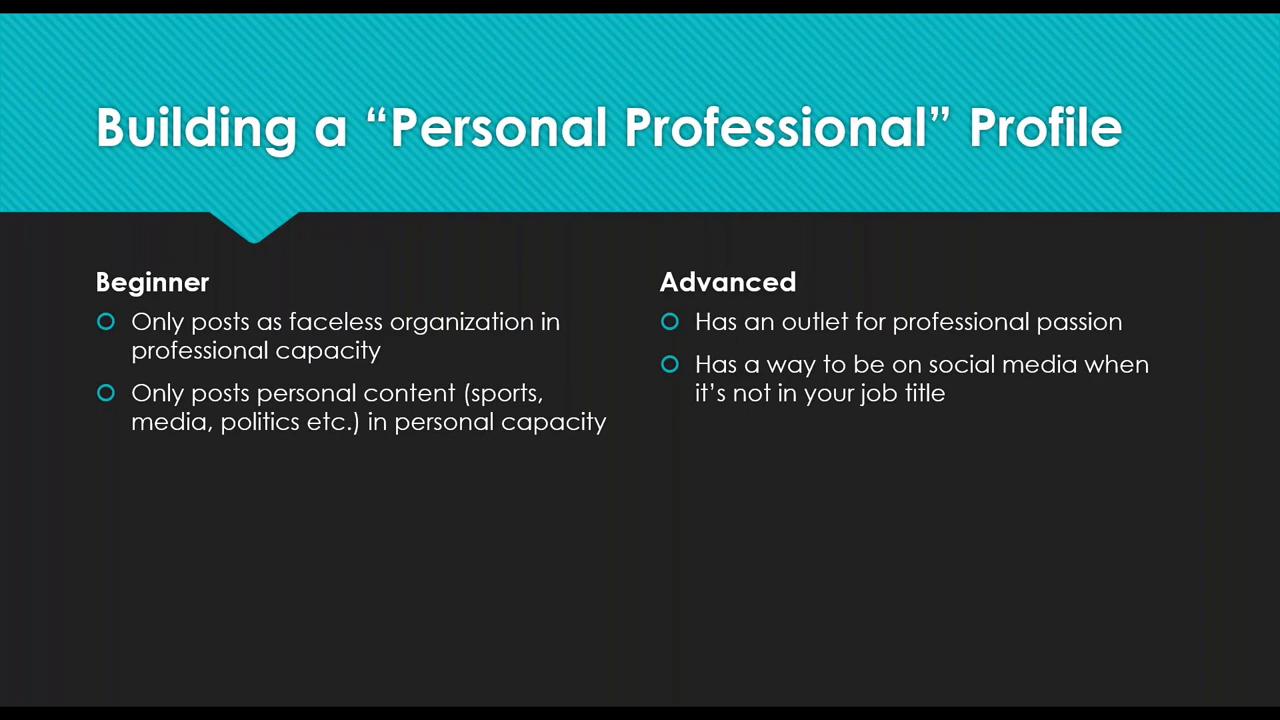 Building a “Personal Professional” Profile
Beginner
Only posts as faceless organization in
professional capacity
Only posts personal content (sports,
media, politics etc.) in personal capacity
Advanced
Has an outlet for professional passion
Has a way to be on social media when
it’s not in your job title